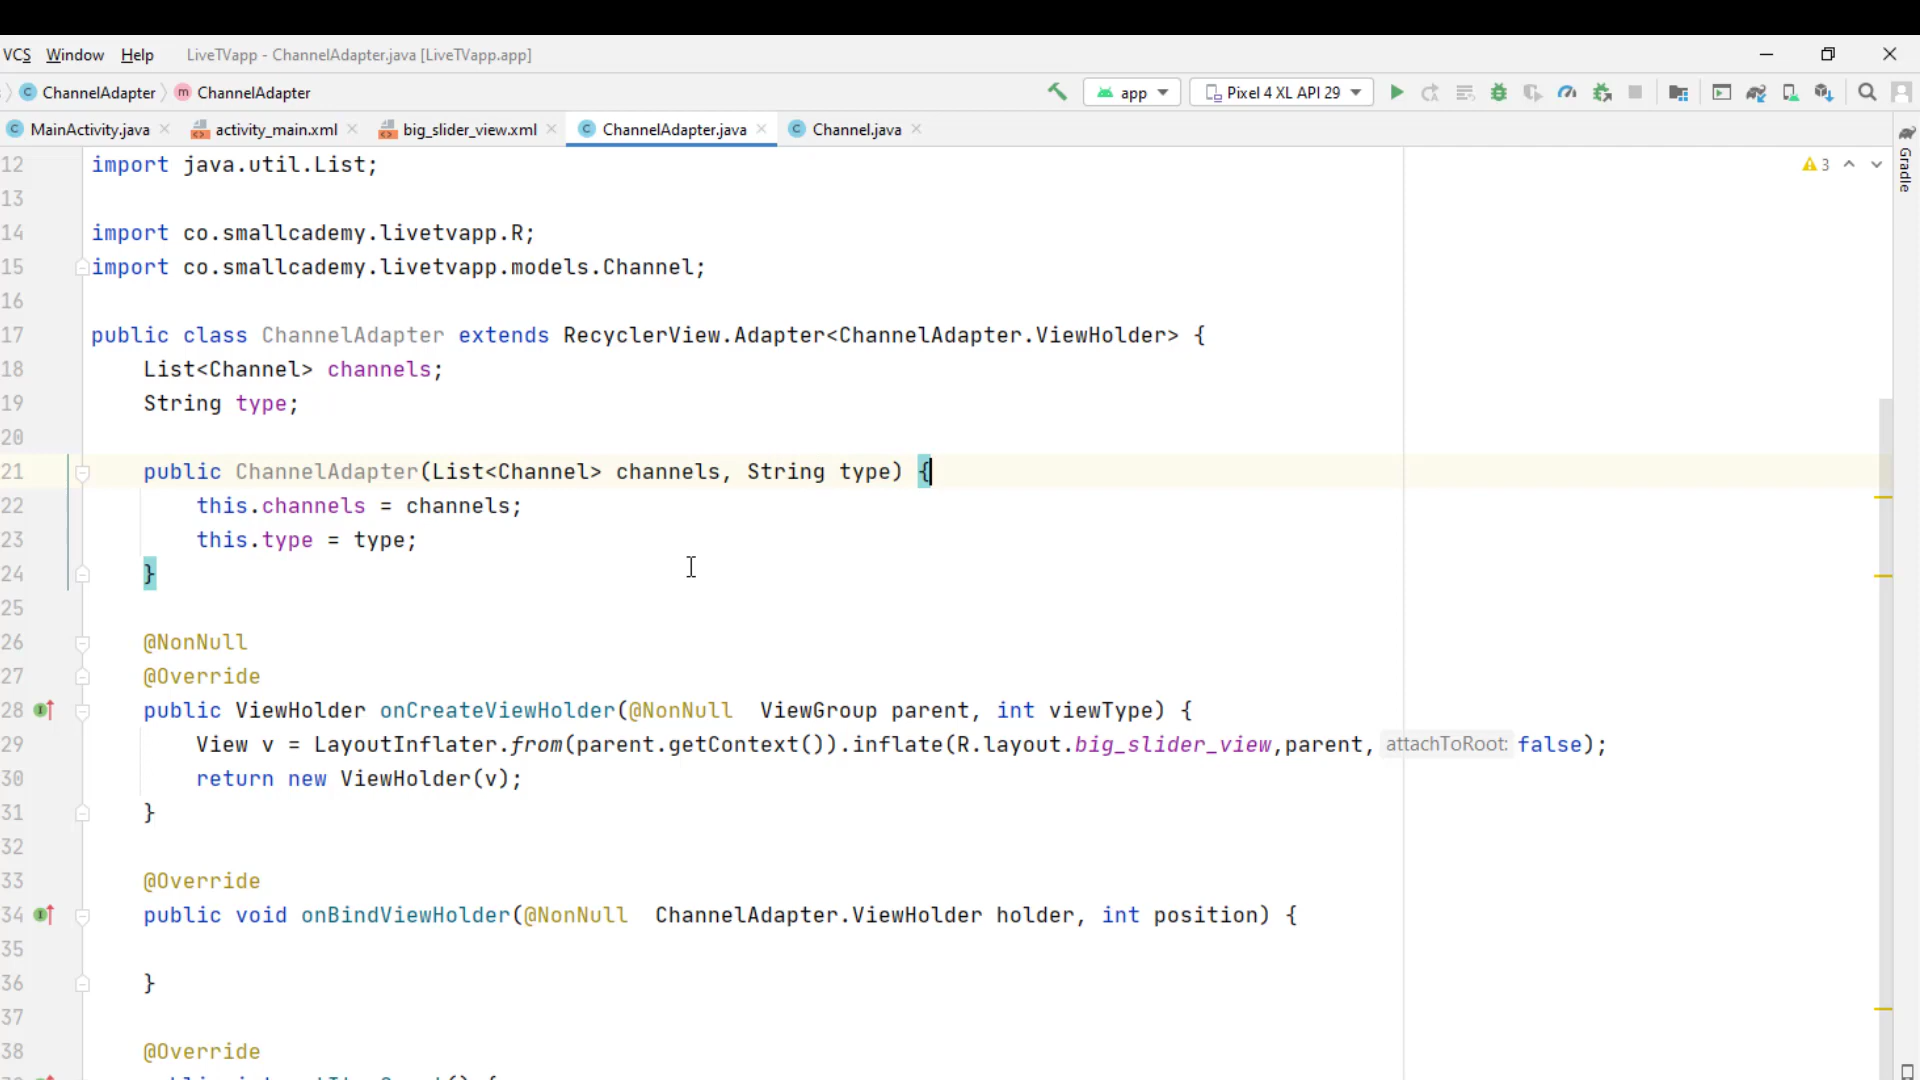 VCS Window Help LiveTVapp - ChannelAdapter.java [LiveTVapp.app]
ChannelAdapter ChannelAdapter app Pixel 4 XL API 29
MainActivity.java activity_main.xml big_slider_view.xml ChannelAdapter.java Channel.java
Gradle
3
12 import java.util.List;
13
14 import co.smallcademy.livetvapp.R;
15 import co.smallcademy.livetvapp.models.Channel;
16
17 public class ChannelAdapter extends RecyclerView.Adapter<ChannelAdapter.ViewHolder> {
18 List<Channel> channels;
19 String type;
20
21 public ChannelAdapter(List<Channel> channels, String type) {
22 this.channels = channels;
23 this.type = type;
24 }
25
26 @NonNull
27 @Override
28 public ViewHolder onCreateViewHolder(@NonNull ViewGroup parent, int viewType) {
29 View v = LayoutInflater.from(parent.getContext()).inflate(R.layout.big_slider_view,parent, attachToRoot: false);
30 return new ViewHolder(v);
31 }
32
33 @Override
34 public void onBindViewHolder(@NonNull ChannelAdapter.ViewHolder holder, int position) {
35
36 }
37
38 @Override